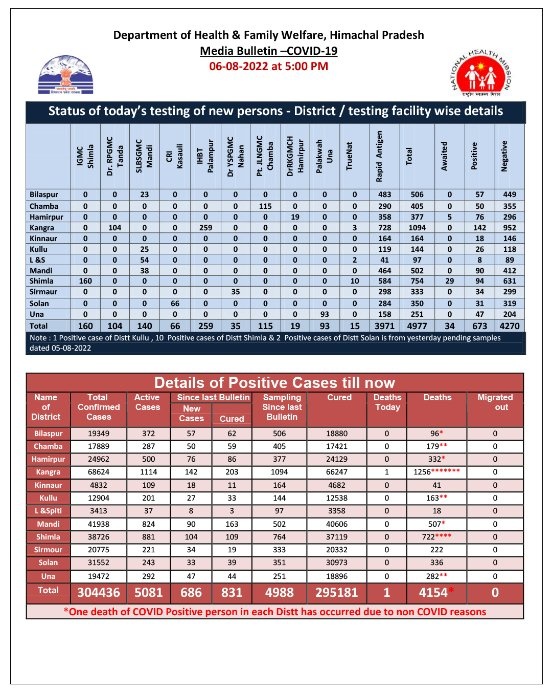 Department of Health & Family Welfare, Himachal Pradesh
Media Bulletin –COVID-19
06-08-2022 at 5:00 PM
NATIONAL HEALTH MISSION
Status of today's testing of new persons - District / testing facility wise details
IGMC Shimla Dr. RPGMC Tanda SLBSGMC Mandi CRI Kasauli IHBT Palampur Dr YSPGMC Nahan Pt. JLNGMC Chamba DrRKGMCH Hamirpur Palakwah Una TrueNat Rapid Antigen Total Awaited Positive Negative
Bilaspur 0 0 23 0 0 0 0 0 0 0 483 506 0 57 449
Chamba 0 0 0 0 0 0 115 0 0 0 290 405 0 50 355
Hamirpur 0 0 0 0 0 0 0 19 0 0 358 377 5 76 296
Kangra 0 104 0 0 259 0 0 0 0 3 728 1094 0 142 952
Kinnaur 0 0 0 0 0 0 0 0 0 0 164 164 0 18 146
Kullu 0 0 25 0 0 0 0 0 0 0 119 144 0 26 118
L &S 0 0 54 0 0 0 0 0 0 2 41 97 0 8 89
Mandi 0 0 38 0 0 0 0 0 0 0 464 502 0 90 412
Shimla 160 0 0 0 0 0 0 0 0 10 584 754 29 94 631
Sirmaur 0 0 0 0 0 35 0 0 0 0 298 333 0 34 299
Solan 0 0 0 66 0 0 0 0 0 0 284 350 0 31 319
Una 0 0 0 0 0 0 0 0 93 0 158 251 0 47 204
Total 160 104 140 66 259 35 115 19 93 15 3971 4977 34 673 4270
Note : 1 Positive case of Distt Kullu , 10 Positive cases of Distt Shimla & 2 Positive cases of Distt Solan is from yesterday pending samples
dated 05-08-2022
Details of Positive Cases till now
Name of District Total Confirmed Cases Active Cases Since last Bulletin New Cases Cured Sampling Since last Bulletin Cured Deaths Today Deaths Migrated out
Bilaspur 19349 372 57 62 506 18880 0 96* 0
Chamba 17889 287 50 59 405 17421 0 179** 0
Hamirpur 24962 500 76 86 377 24129 0 332* 0
Kangra 68624 1114 142 203 1094 66247 1 1256******* 0
Kinnaur 4832 109 18 11 164 4682 0 41 0
Kullu 12904 201 27 33 144 12538 0 163** 0
L &Spiti 3413 37 8 3 97 3358 0 18 0
Mandi 41938 824 90 163 502 40606 0 507* 0
Shimla 38726 881 104 109 764 37119 0 722**** 0
Sirmour 20775 221 34 19 333 20332 0 222 0
Solan 31552 243 33 39 351 30973 0 336 0
Una 19472 292 47 44 251 18896 0 282** 0
Total 304436 5081 686 831 4988 295181 1 4154* 0
*One death of COVID Positive person in each Distt has occurred due to non COVID reasons